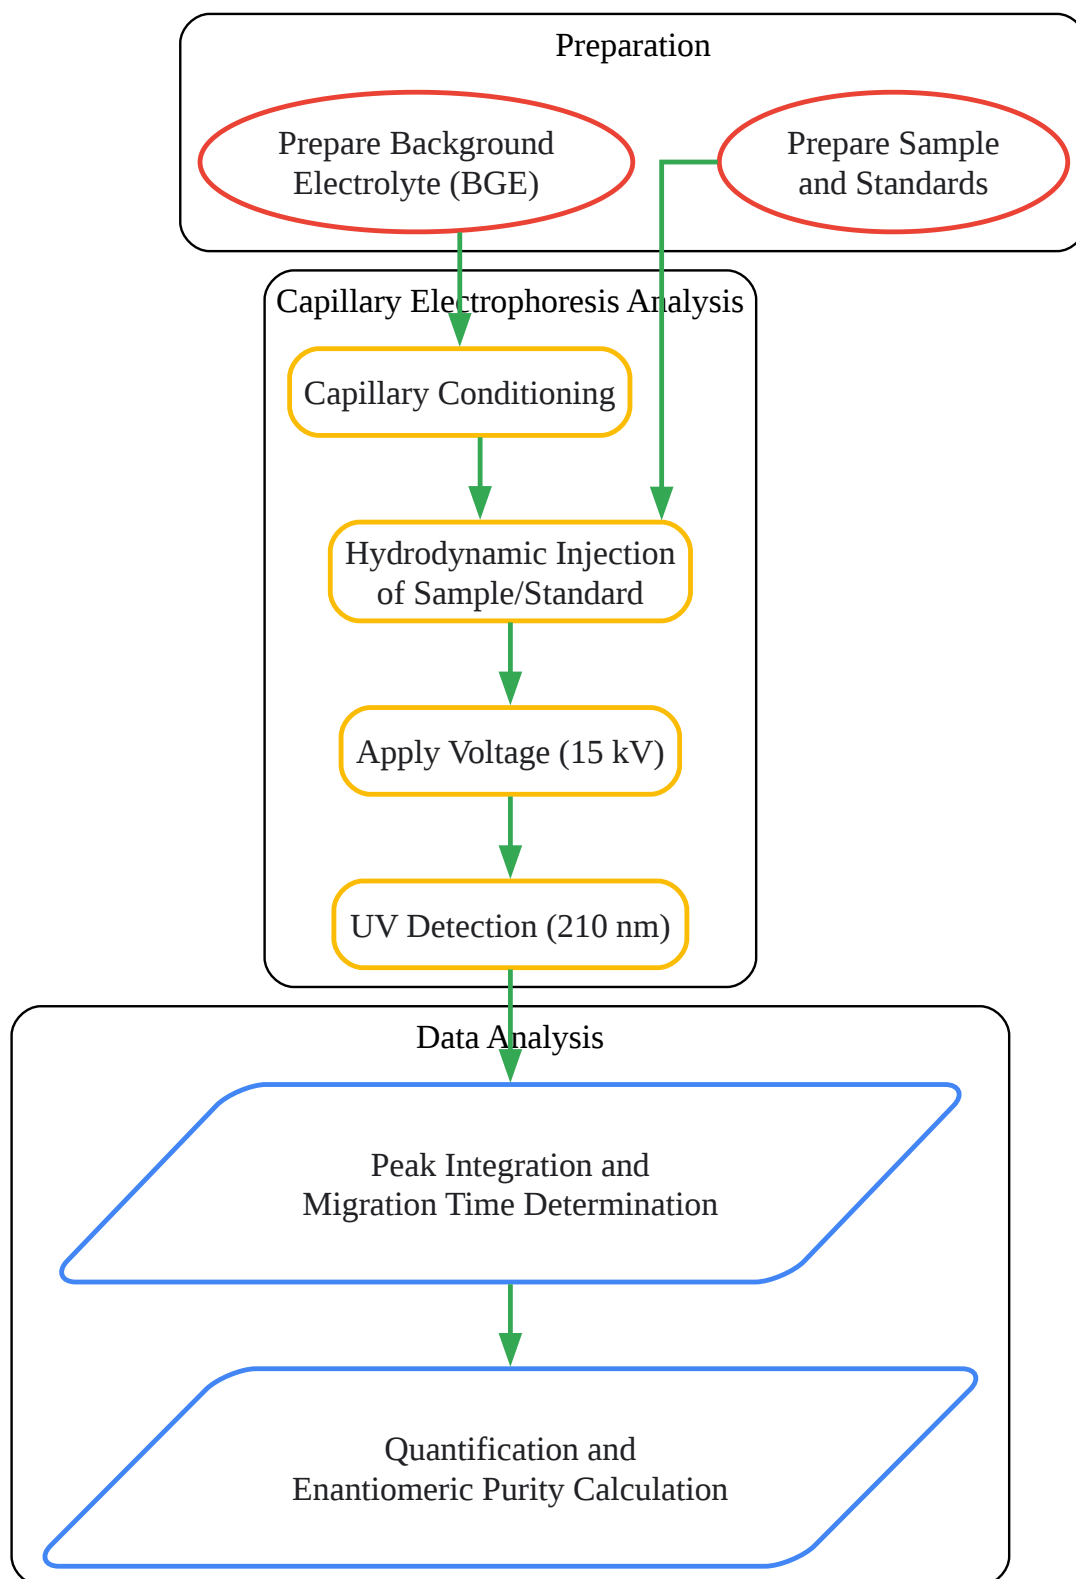 Preparation
Prepare Background
Electrolyte (BGE)
Prepare Sample
and Standards
Capillary Electrophoresis Analysis
Capillary Conditioning
Hydrodynamic Injection
of Sample/Standard
Apply Voltage (15 kV)
UV Detection (210 nm)
Data Analysis
Peak Integration and
Migration Time Determination
Quantification and
Enantiomeric Purity Calculation